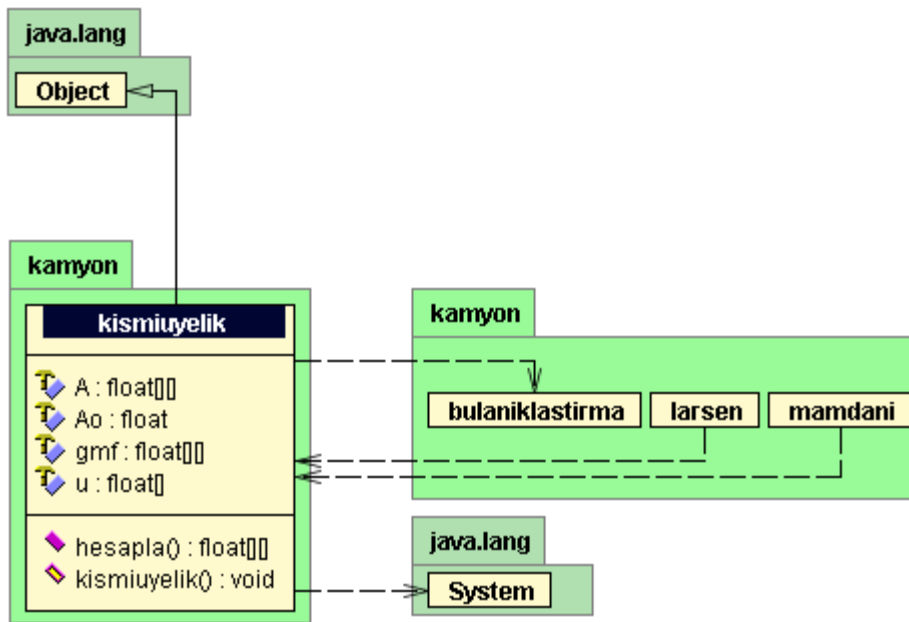 java.lang
Object
kamyon
kismiuyelik
A : float[][]
Ao : float
gmf : float[][]
u : float[]
hesapla() : float[][]
kismiuyelik() : void
kamyon
bulaniklastirma
larsen
mamdani
java.lang
System